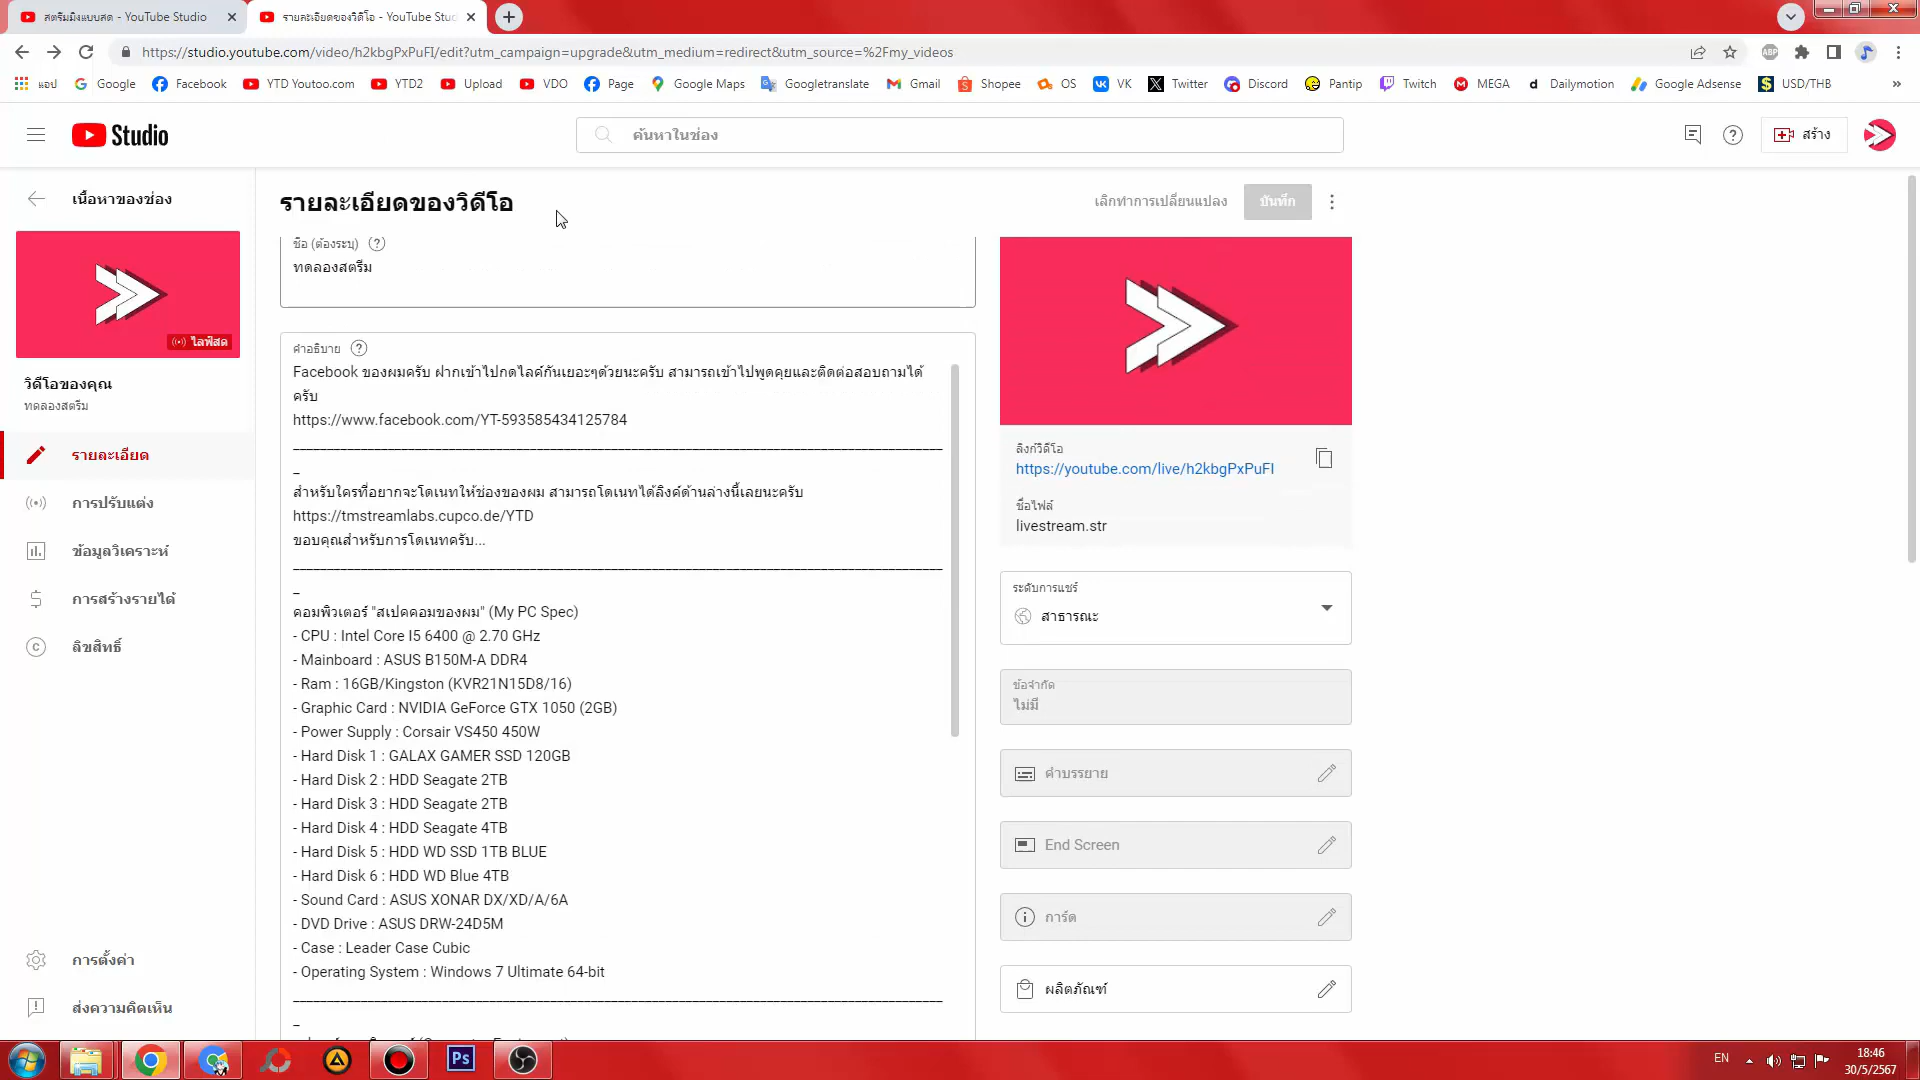 สตรีมมิงแบบสด - YouTube Studio
รายละเอียดของวิดีโอ - YouTube Stud
https://studio.youtube.com/video/h2kbgPxPuFI/edit?utm_campaign=upgrade&utm_medium=redirect&utm_source=%2Fmy_videos
แอป Google Facebook YTD Youtoo.com YTD2 Upload VDO Page Google Maps Googletranslate Gmail Shopee OS VK Twitter Discord Pantip Twitch MEGA Dailymotion Google Adsense USD/THB »
Studio
ค้นหาในช่อง
สร้าง
เนื้อหาของช่อง
ไลฟ์สด
วิดีโอของคุณ
ทดลองสตรีม
รายละเอียด
การปรับแต่ง
ข้อมูลวิเคราะห์
การสร้างรายได้
ลิขสิทธิ์
การตั้งค่า
ส่งความคิดเห็น
รายละเอียดของวิดีโอ
เลิกทำการเปลี่ยนแปลง
บันทึก
ชื่อ (ต้องระบุ)
ทดลองสตรีม
คำอธิบาย
Facebook ของผมครับ ฝากเข้าไปกดไลค์กันเยอะๆด้วยนะครับ สามารถเข้าไปพูดคุยและติดต่อสอบถามได้
ครับ
https://www.facebook.com/YT-593585434125784
สำหรับใครที่อยากจะโดเนทให้ช่องของผม สามารถโดเนทได้ลิงค์ด้านล่างนี้เลยนะครับ
https://tmstreamlabs.cupco.de/YTD
ขอบคุณสำหรับการโดเนทครับ...
คอมพิวเตอร์ "สเปคคอมของผม" (My PC Spec)
- CPU : Intel Core I5 6400 @ 2.70 GHz
- Mainboard : ASUS B150M-A DDR4
- Ram : 16GB/Kingston (KVR21N15D8/16)
- Graphic Card : NVIDIA GeForce GTX 1050 (2GB)
- Power Supply : Corsair VS450 450W
- Hard Disk 1 : GALAX GAMER SSD 120GB
- Hard Disk 2 : HDD Seagate 2TB
- Hard Disk 3 : HDD Seagate 2TB
- Hard Disk 4 : HDD Seagate 4TB
- Hard Disk 5 : HDD WD SSD 1TB BLUE
- Hard Disk 6 : HDD WD Blue 4TB
- Sound Card : ASUS XONAR DX/XD/A/6A
- DVD Drive : ASUS DRW-24D5M
- Case : Leader Case Cubic
- Operating System : Windows 7 Ultimate 64-bit
ลิงก์วิดีโอ
https://youtube.com/live/h2kbgPxPuFI
ชื่อไฟล์
livestream.str
ระดับการแชร์
สาธารณะ
ข้อจำกัด
ไม่มี
คำบรรยาย
End Screen
การ์ด
ผลิตภัณฑ์
Ps
EN
18:46
30/5/2567